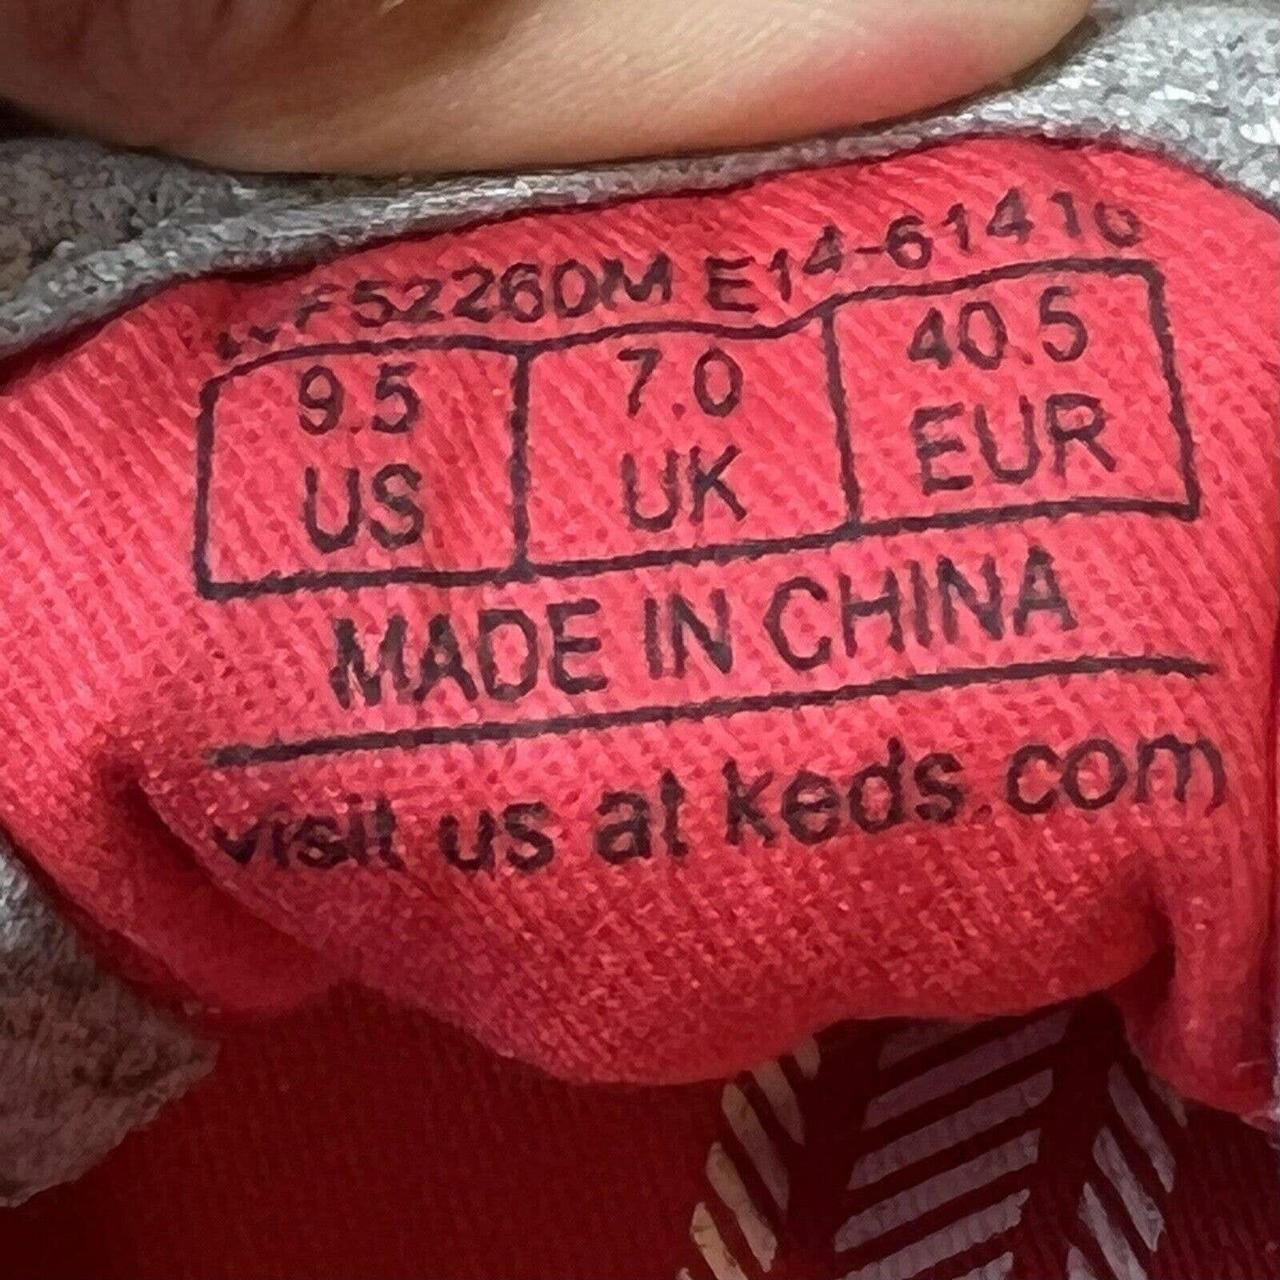 WF52260M E14-61416
9.5 7.0 40.5
US UK EUR
MADE IN CHINA
visit us at keds.com